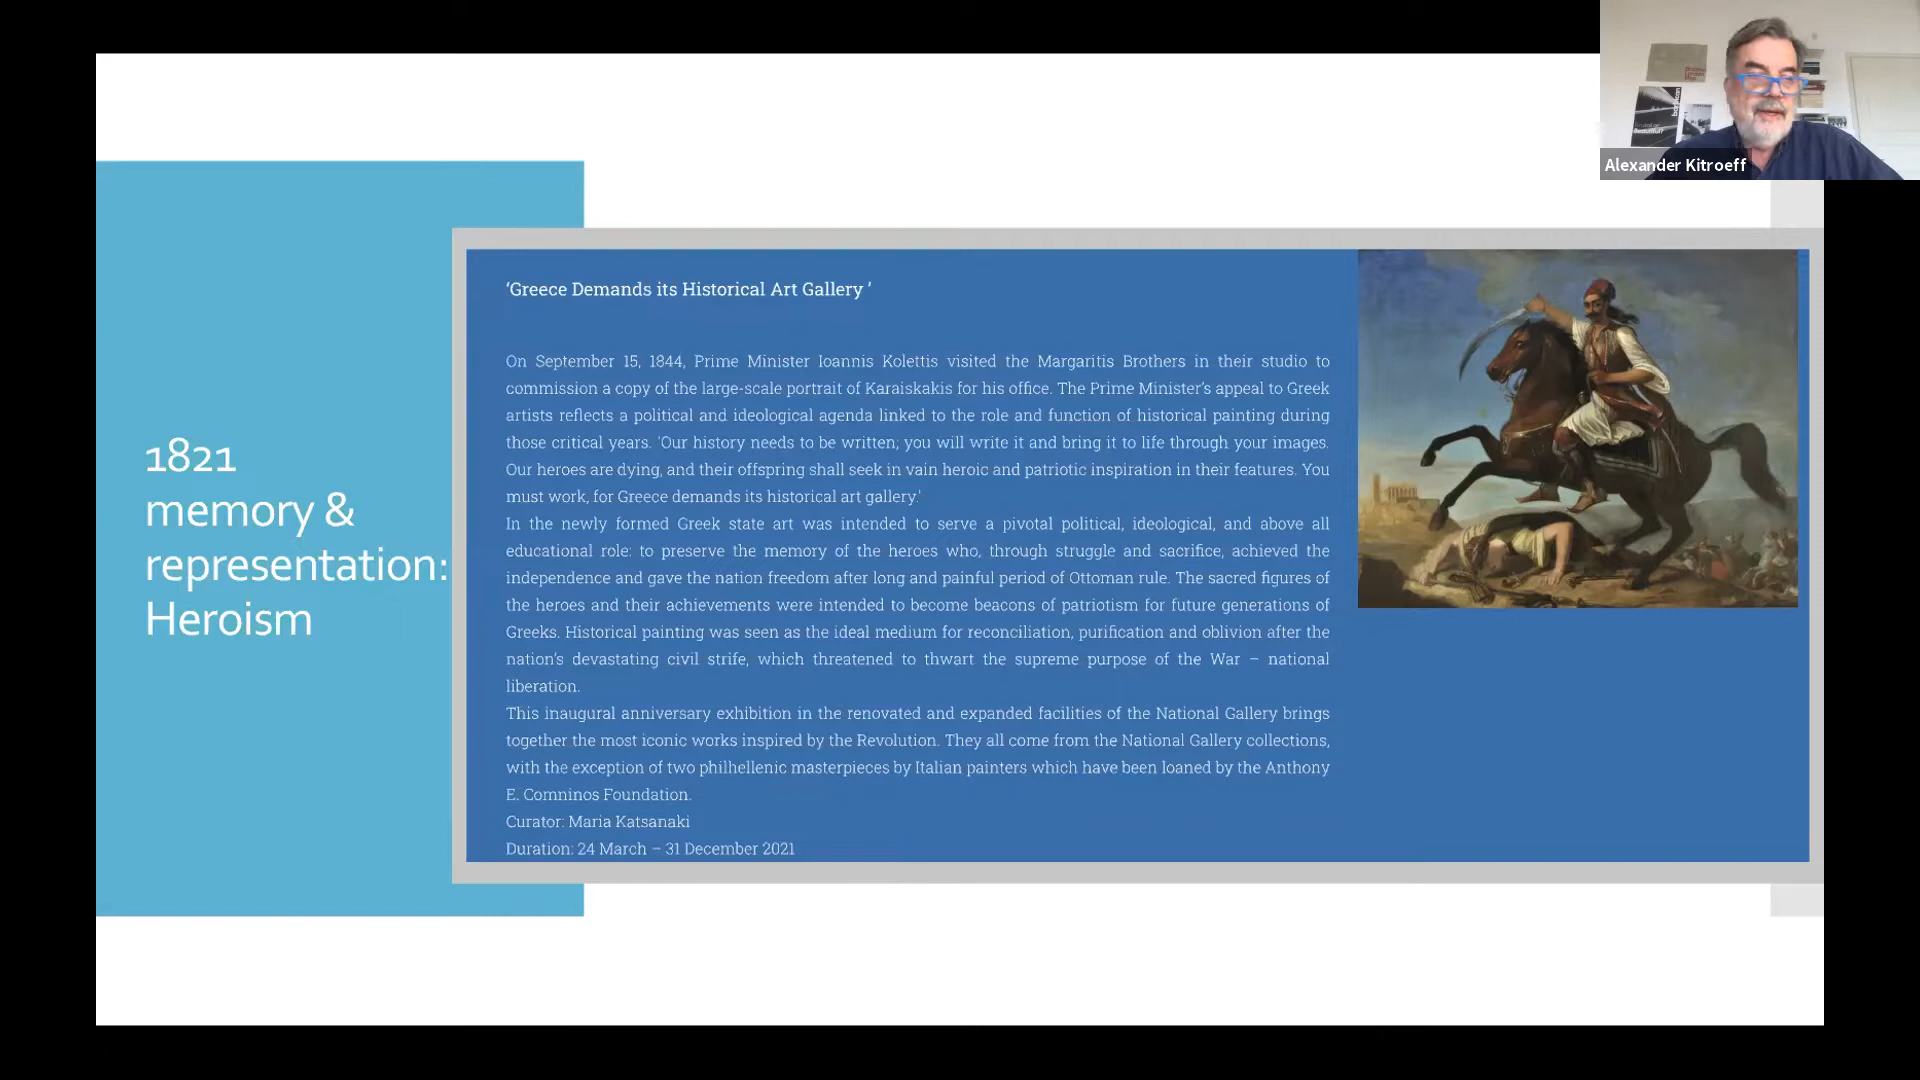 Alexander Kitroeff
1821
memory &
representation:
Heroism
‘Greece Demands its Historical Art Gallery ’
On September 15, 1844, Prime Minister Ioannis Kolettis visited the Margaritis Brothers in their studio to
commission a copy of the large-scale portrait of Karaiskakis for his office. The Prime Minister’s appeal to Greek
artists reflects a political and ideological agenda linked to the role and function of historical painting during
those critical years. 'Our history needs to be written; you will write it and bring it to life through your images.
Our heroes are dying, and their offspring shall seek in vain heroic and patriotic inspiration in their features. You
must work, for Greece demands its historical art gallery.'
In the newly formed Greek state art was intended to serve a pivotal political, ideological, and above all
educational role: to preserve the memory of the heroes who, through struggle and sacrifice, achieved the
independence and gave the nation freedom after long and painful period of Ottoman rule. The sacred figures of
the heroes and their achievements were intended to become beacons of patriotism for future generations of
Greeks. Historical painting was seen as the ideal medium for reconciliation, purification and oblivion after the
nation’s devastating civil strife, which threatened to thwart the supreme purpose of the War – national
liberation.
This inaugural anniversary exhibition in the renovated and expanded facilities of the National Gallery brings
together the most iconic works inspired by the Revolution. They all come from the National Gallery collections,
with the exception of two philhellenic masterpieces by Italian painters which have been loaned by the Anthony
E. Comninos Foundation.
Curator: Maria Katsanaki
Duration: 24 March – 31 December 2021